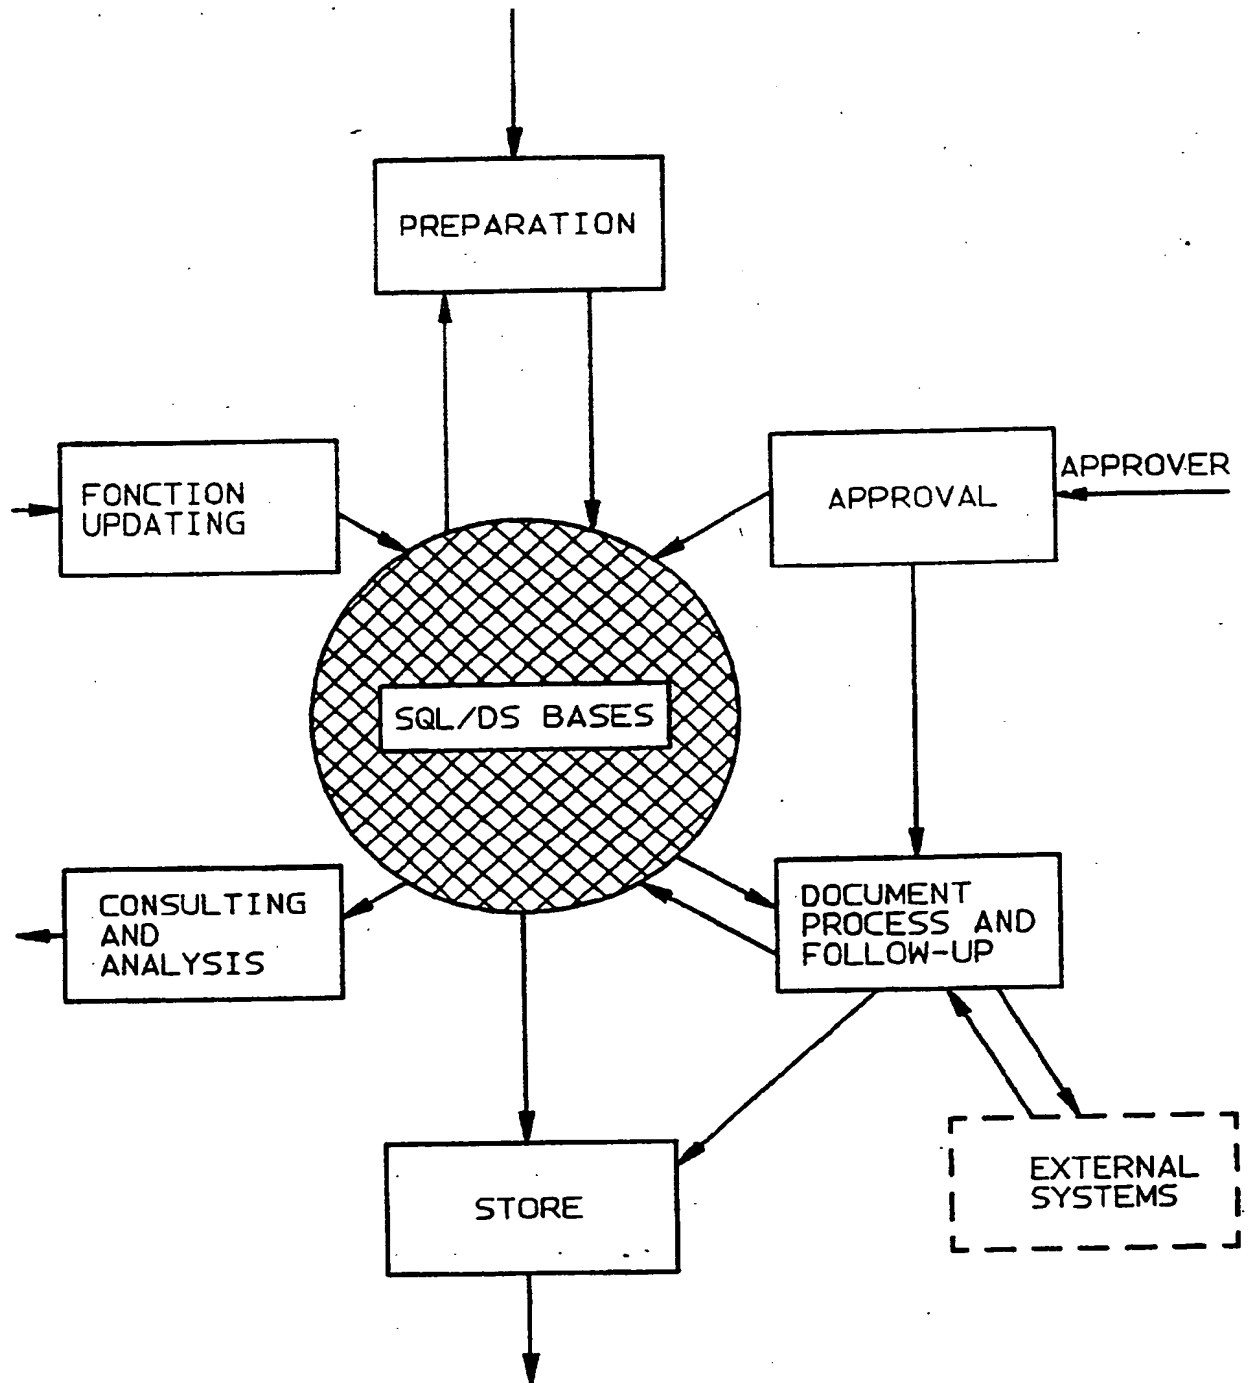 PREPARATION
FONCTION
UPDATING
APPROVAL
APPROVER
SQL/DS BASES
CONSULTING
AND
ANALYSIS
DOCUMENT
PROCESS AND
FOLLOW-UP
STORE
EXTERNAL
SYSTEMS